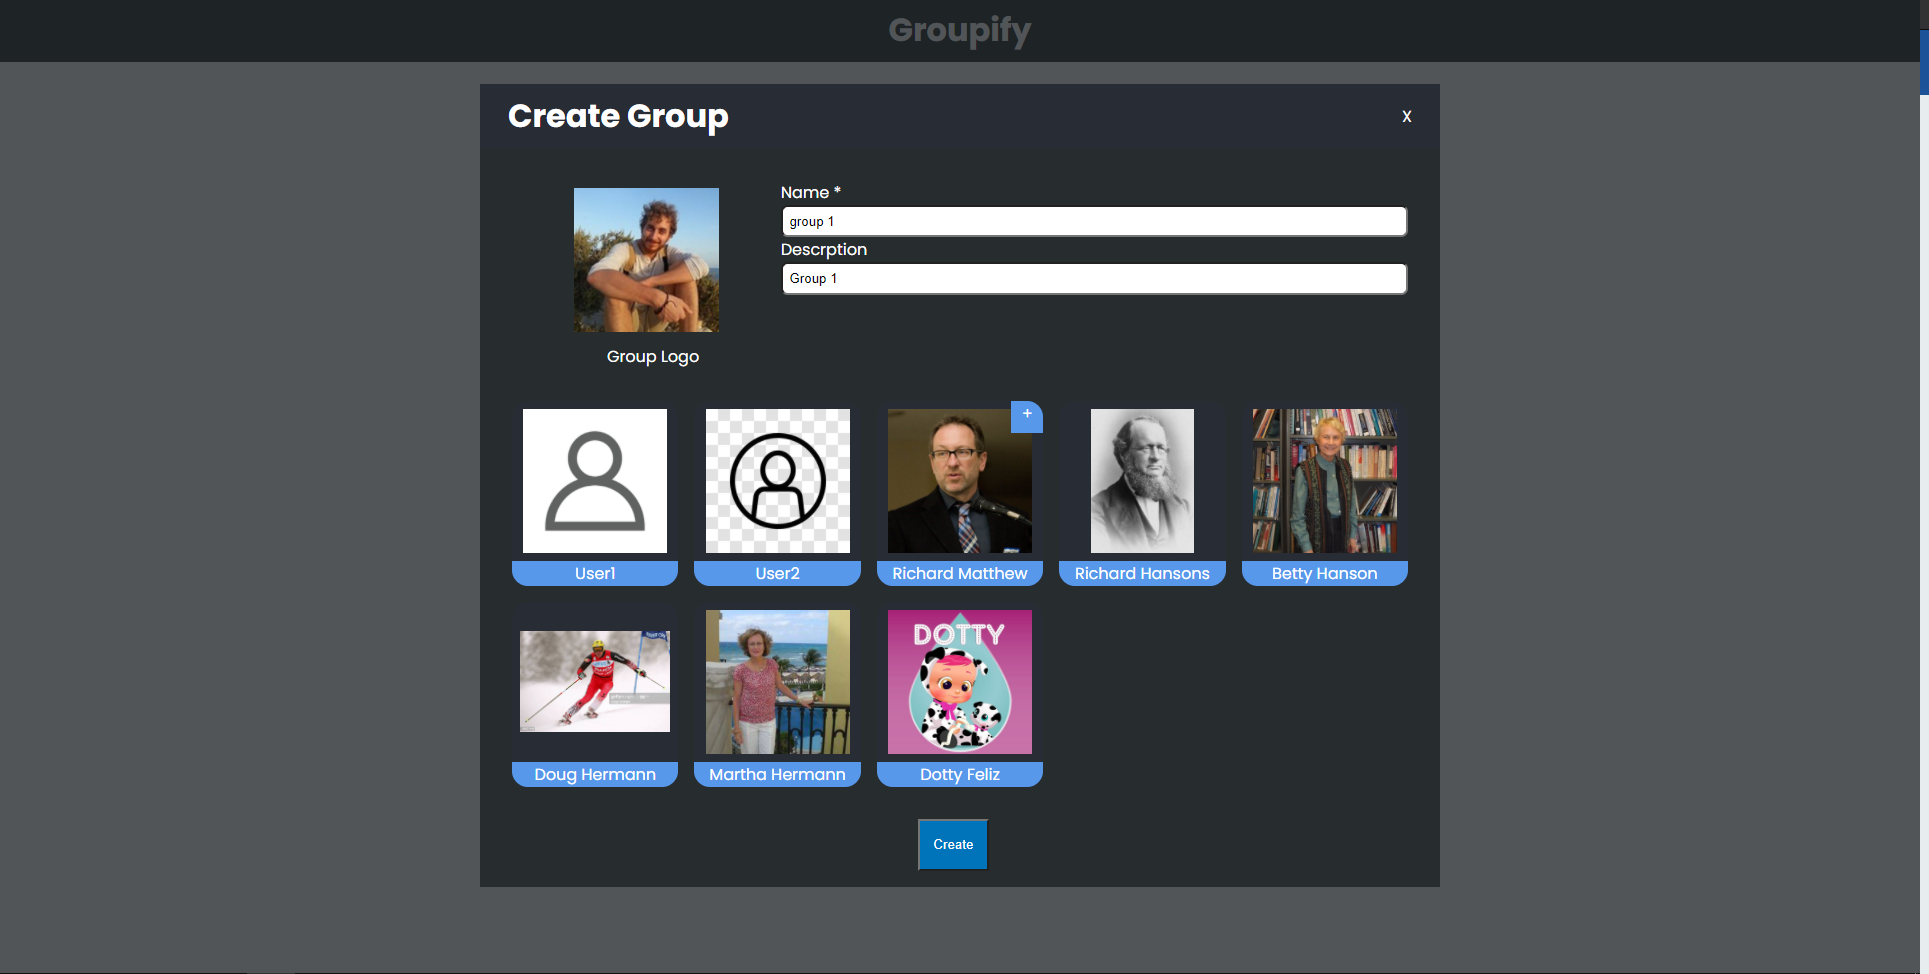 Groupify
Create Group
X
Name *
group 1
Descrption
Group 1
Group Logo
+
User1
User2
Richard Matthew
Richard Hansons
Betty Hanson
DOTTY
Doug Hermann
Martha Hermann
Dotty Feliz
Create